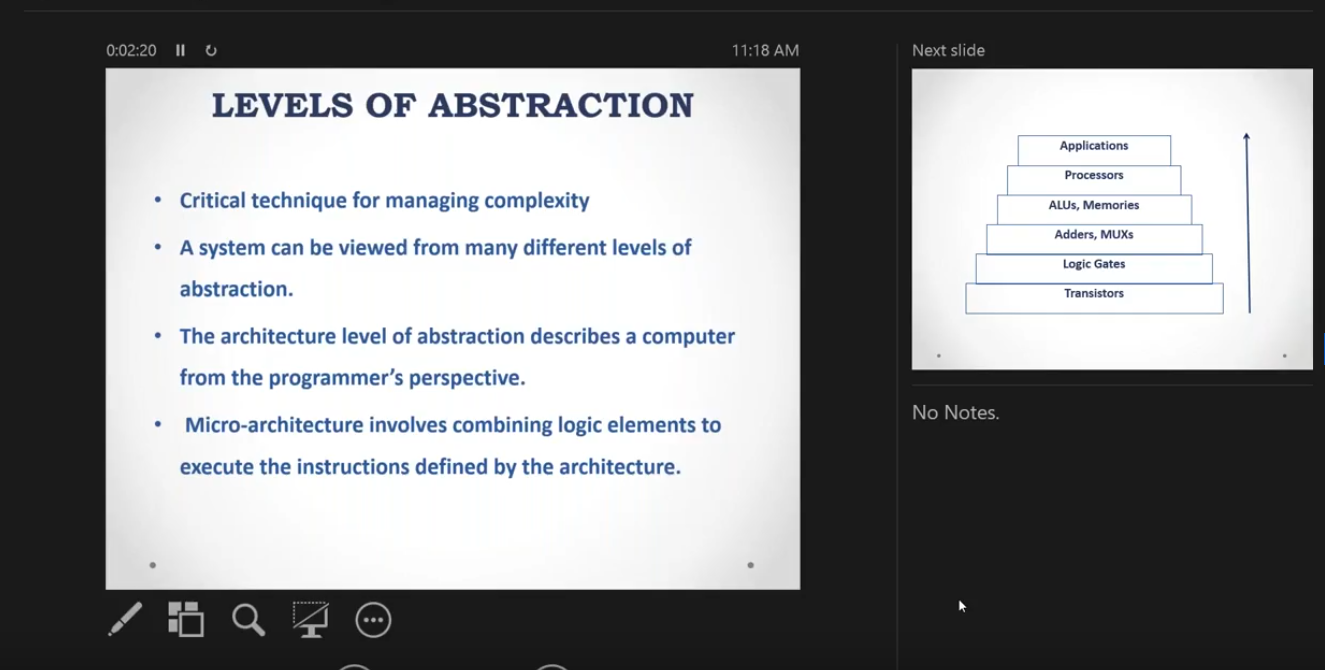 0:02:20
11:18 AM
LEVELS OF ABSTRACTION
• Critical technique for managing complexity
• A system can be viewed from many different levels of
abstraction.
• The architecture level of abstraction describes a computer
from the programmer’s perspective.
• Micro-architecture involves combining logic elements to
execute the instructions defined by the architecture.
Next slide
Applications
Processors
ALUs, Memories
Adders, MUXs
Logic Gates
Transistors
No Notes.